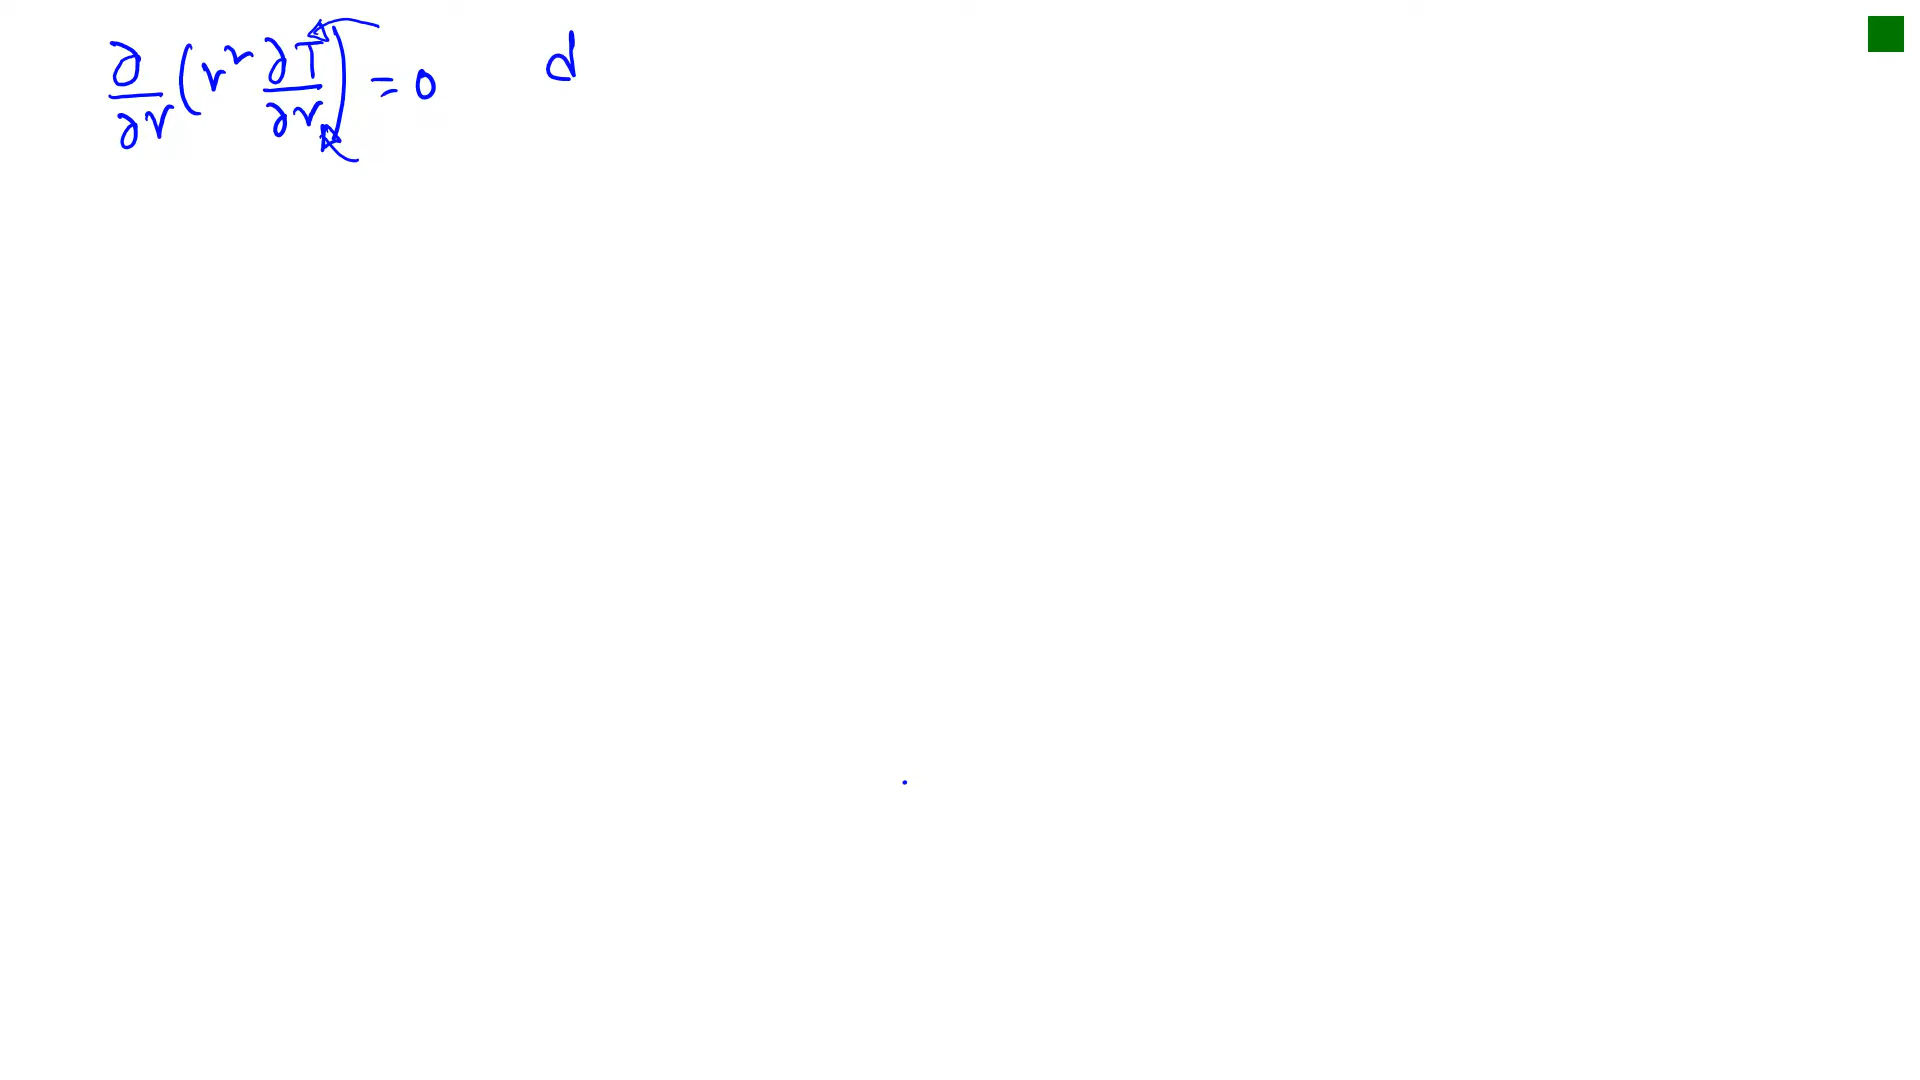 ∂/∂r (r² ∂T/∂r) = 0    d